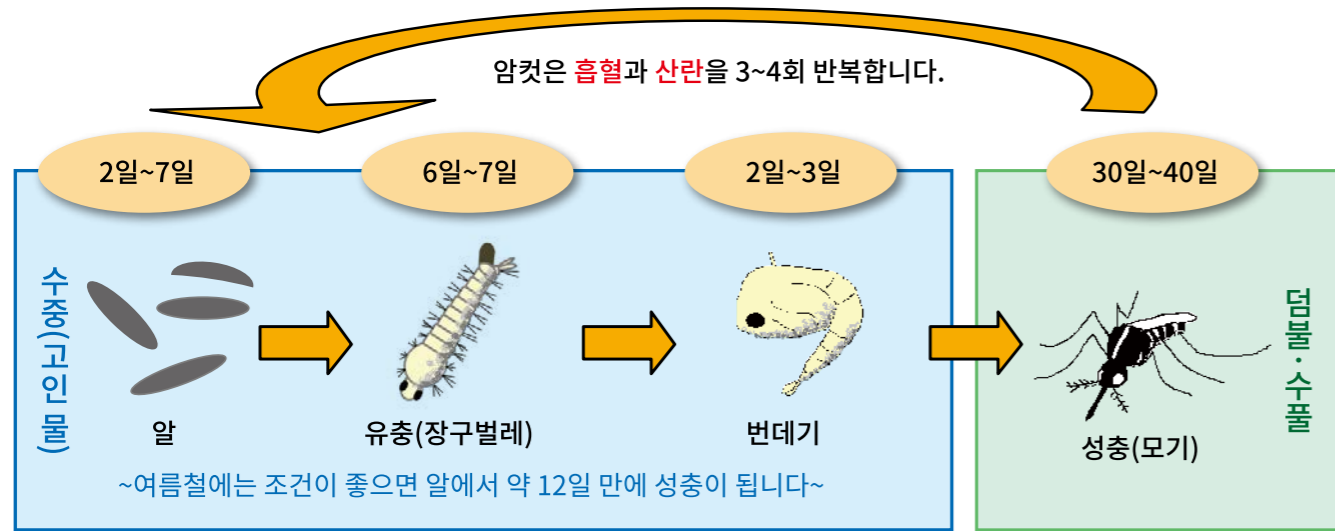 암컷은 흡혈과 산란을 3~4회 반복합니다.
2일~7일
6일~7일
2일~3일
30일~40일
수중(고인 물)
덤불·수풀
알
유충(장구벌레)
번데기
성충(모기)
~여름철에는 조건이 좋으면 알에서 약 12일 만에 성충이 됩니다~